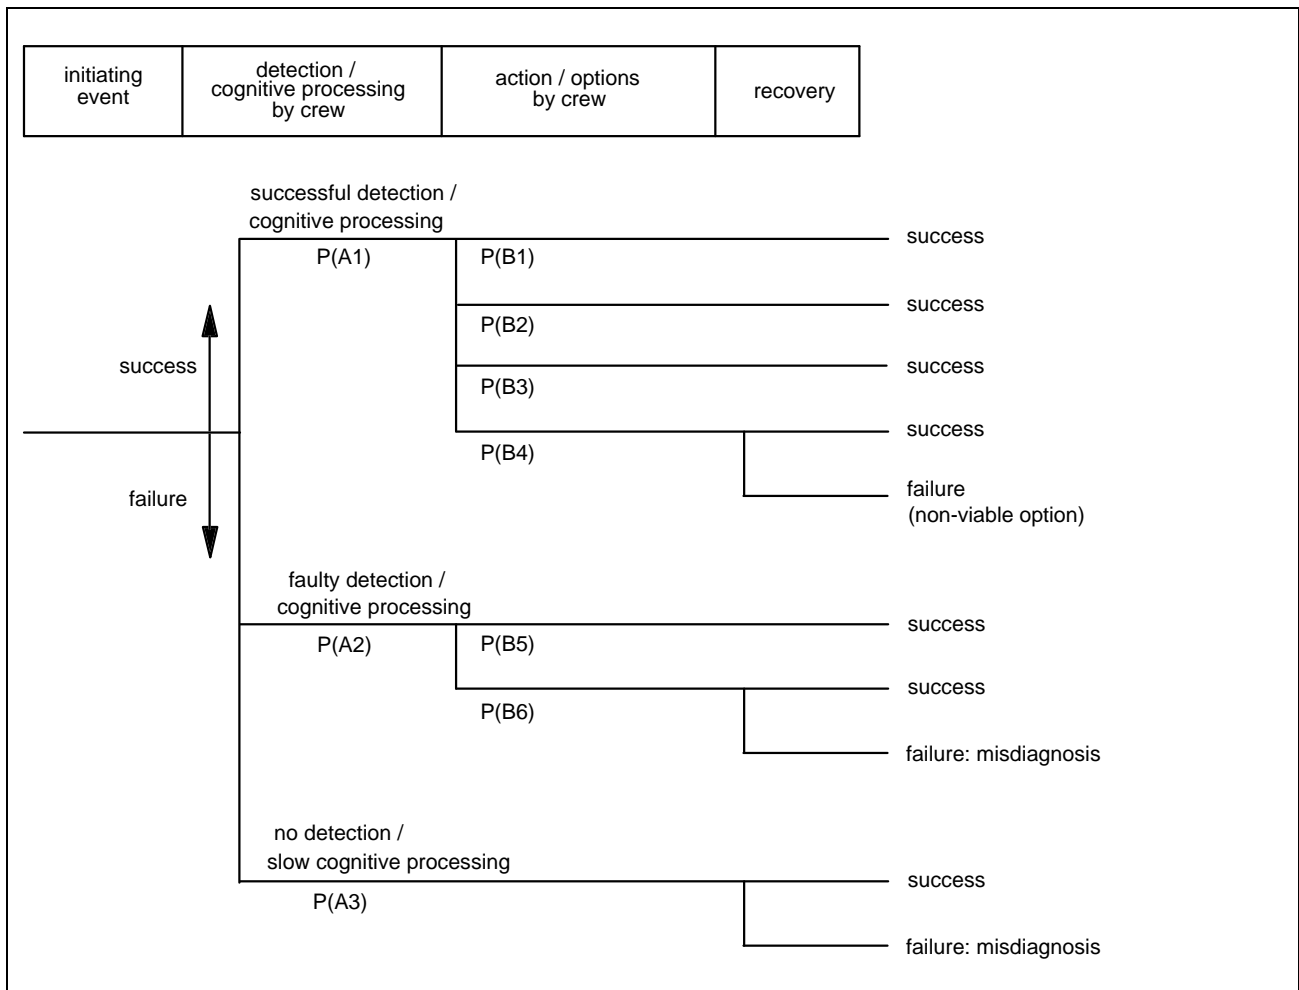 initiating
event
detection /
cognitive processing
by crew
action / options
by crew
recovery
successful detection /
cognitive processing
P(A1)
P(B1)
success
P(B2)
success
P(B3)
success
P(B4)
success
failure
(non-viable option)
success
failure
faulty detection /
cognitive processing
P(A2)
P(B5)
success
P(B6)
success
failure: misdiagnosis
no detection /
slow cognitive processing
P(A3)
success
failure: misdiagnosis